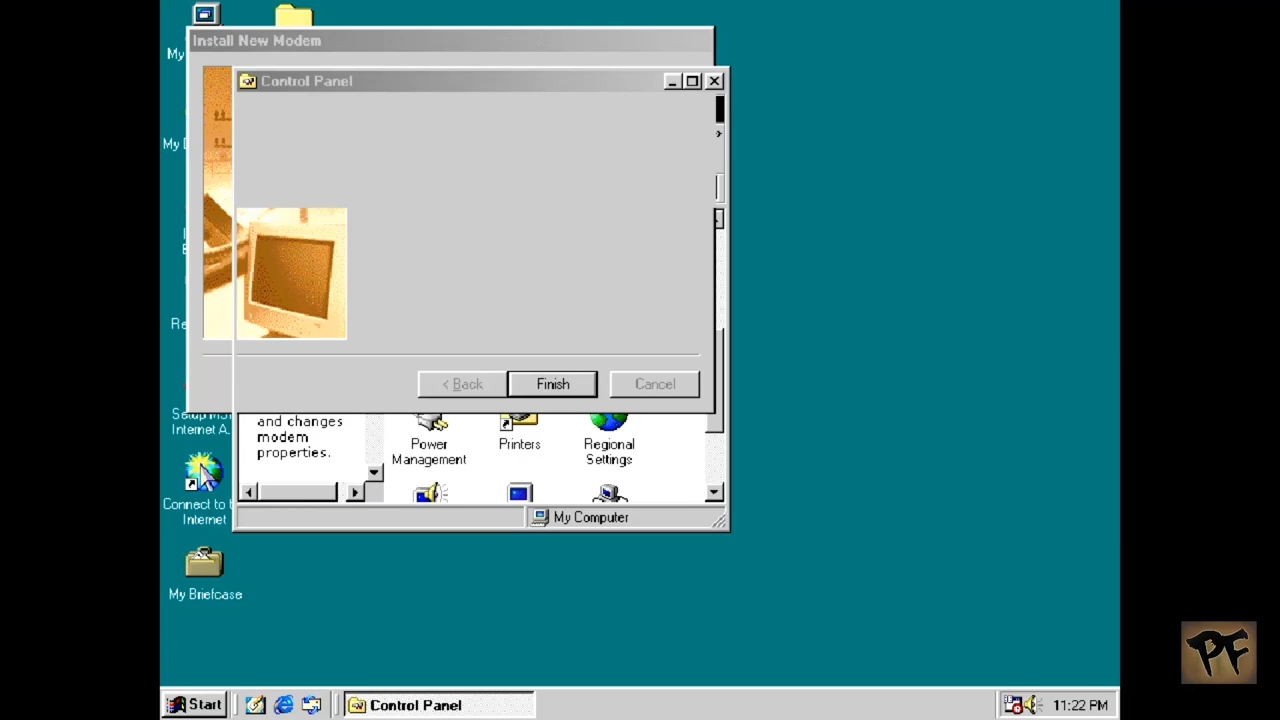 My
Install New Modem
Control Panel
My D
Re
< Back
Finish
Cancel
and changes
modem
properties.
Power
Management
Printers
Regional
Settings
Internet A.
Connect to t
Internet
My Computer
My Briefcase
Start
Control Panel
11:22 PM
PF